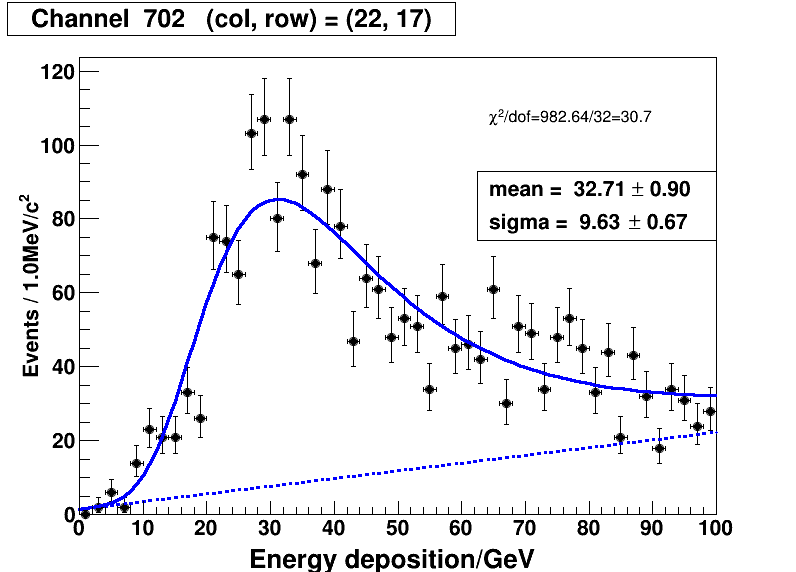 Channel 702 (col, row) = (22, 17)
χ²/dof=982.64/32=30.7
mean = 32.71 ± 0.90
sigma = 9.63 ± 0.67
Events / 1.0MeV/c²
120
100
80
60
40
20
0
0 10 20 30 40 50 60 70 80 90 100
Energy deposition/GeV